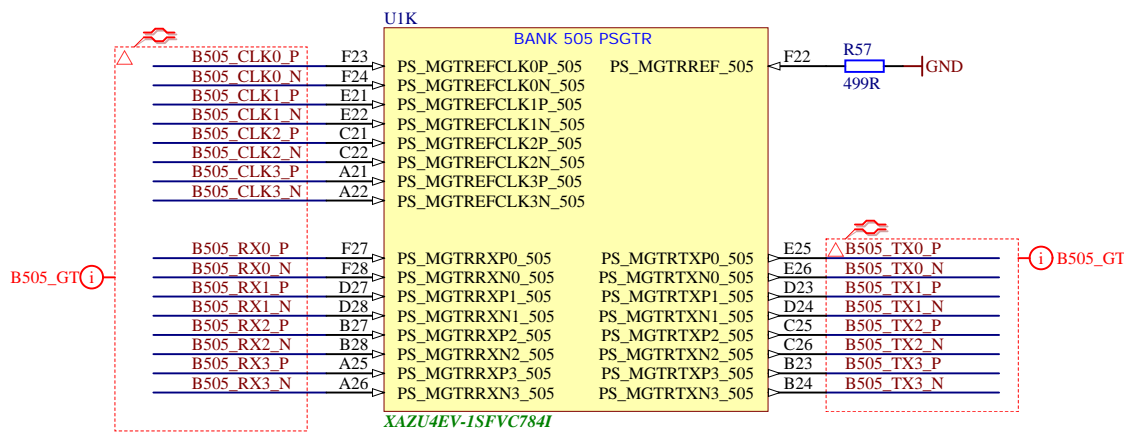 U1K
BANK 505 PSGTR
B505_CLK0_P F23 PS_MGTREFCLK0P_505 PS_MGTRREF_505 F22 R57 499R GND
B505_CLK0_N F24 PS_MGTREFCLK0N_505
B505_CLK1_P E21 PS_MGTREFCLK1P_505
B505_CLK1_N E22 PS_MGTREFCLK1N_505
B505_CLK2_P C21 PS_MGTREFCLK2P_505
B505_CLK2_N C22 PS_MGTREFCLK2N_505
B505_CLK3_P A21 PS_MGTREFCLK3P_505
B505_CLK3_N A22 PS_MGTREFCLK3N_505
B505_RX0_P F27 PS_MGTRRXP0_505 PS_MGTRTXP0_505 E25 B505_TX0_P
B505_GT i B505_RX0_N F28 PS_MGTRRXN0_505 PS_MGTRTXN0_505 E26 B505_TX0_N i B505_GT
B505_RX1_P D27 PS_MGTRRXP1_505 PS_MGTRTXP1_505 D23 B505_TX1_P
B505_RX1_N D28 PS_MGTRRXN1_505 PS_MGTRTXN1_505 D24 B505_TX1_N
B505_RX2_P B27 PS_MGTRRXP2_505 PS_MGTRTXP2_505 C25 B505_TX2_P
B505_RX2_N B28 PS_MGTRRXN2_505 PS_MGTRTXN2_505 C26 B505_TX2_N
B505_RX3_P A25 PS_MGTRRXP3_505 PS_MGTRTXP3_505 B23 B505_TX3_P
B505_RX3_N A26 PS_MGTRRXN3_505 PS_MGTRTXN3_505 B24 B505_TX3_N
XAZU4EV-1SFVC784I